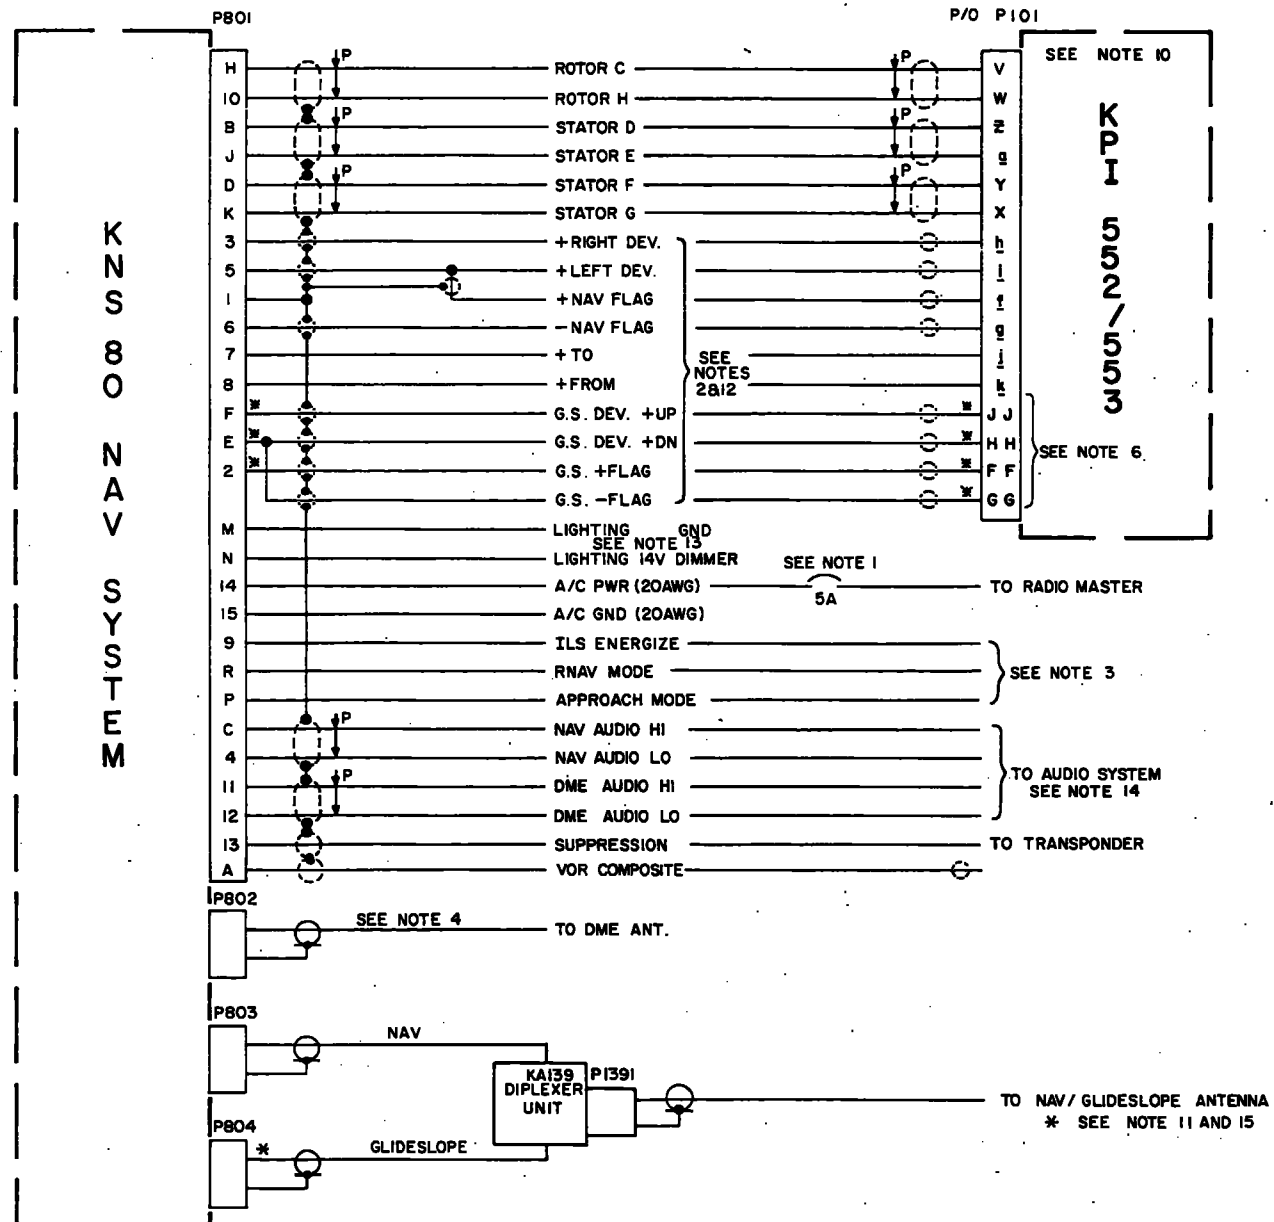 P801
P/O P101
SEE NOTE 10
KNS 80 NAV SYSTEM
KPI 552/553
H P ROTOR C P V
10 ROTOR H W
B P STATOR D P z
J STATOR E a
D P STATOR F P Y
K STATOR G X
3 +RIGHT DEV. h
5 +LEFT DEV.
1 +NAV FLAG f
6 -NAV FLAG g
7 +TO j
8 +FROM k
SEE NOTES 2&12
F * G.S. DEV. +UP * JJ
E * G.S. DEV. +DN * HH
2 * G.S. +FLAG * FF
G.S. -FLAG * GG
SEE NOTE 6
M LIGHTING GND
SEE NOTE 13
N LIGHTING 14V DIMMER
SEE NOTE 1
14 A/C PWR (20AWG) 5A TO RADIO MASTER
15 A/C GND (20AWG)
9 ILS ENERGIZE
R RNAV MODE SEE NOTE 3
P APPROACH MODE
C P NAV AUDIO HI
4 NAV AUDIO LO
TO AUDIO SYSTEM
SEE NOTE 14
11 P DME AUDIO HI
12 DME AUDIO LO
13 SUPPRESSION TO TRANSPONDER
A VOR COMPOSITE
P802
SEE NOTE 4
TO DME ANT.
P803
NAV
KA139 DIPLEXER UNIT
P1391
TO NAV/GLIDESLOPE ANTENNA
* SEE NOTE 11 AND 15
P804
* GLIDESLOPE